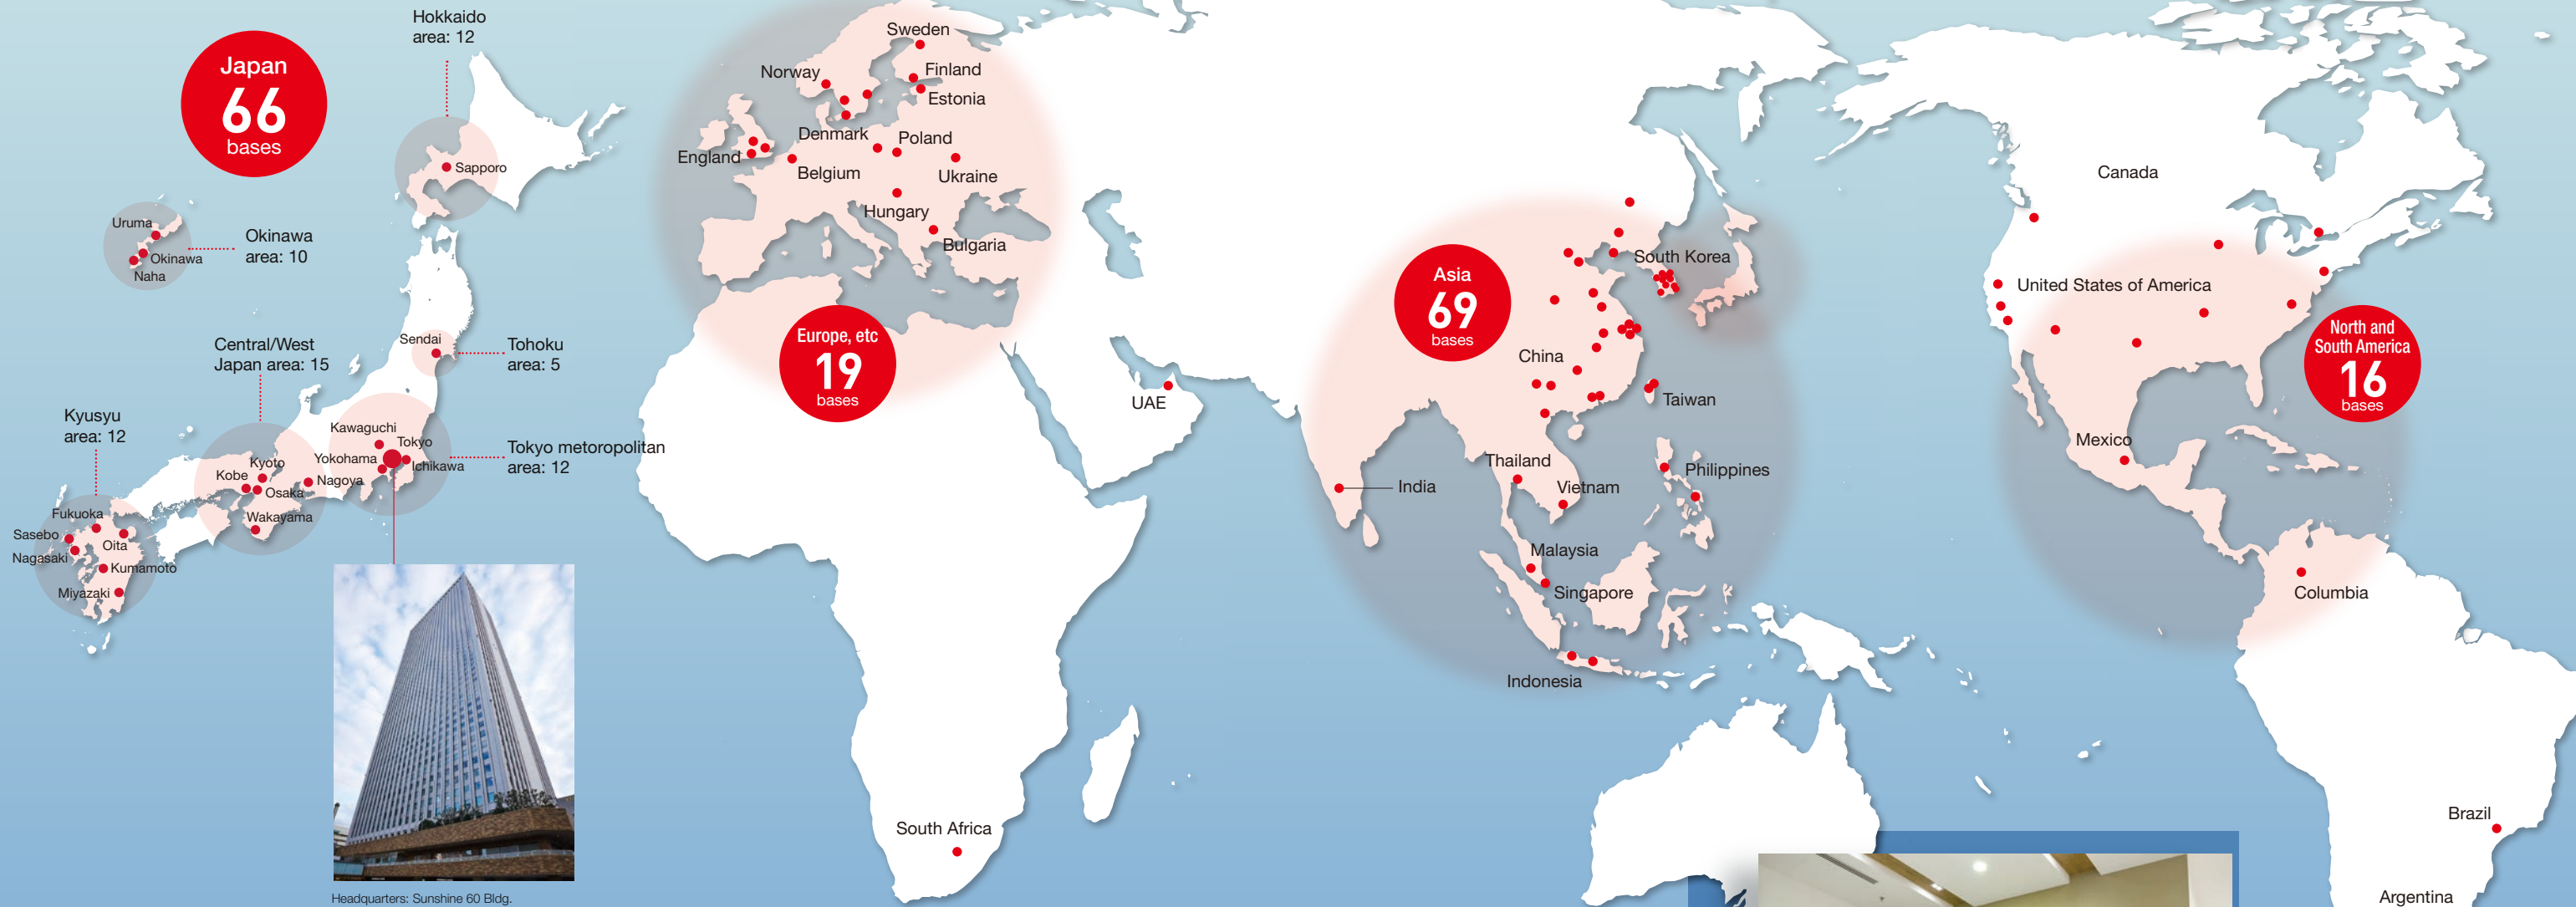 Japan
66
bases
Hokkaido
area: 12
Sapporo
Uruma
Okinawa
Naha
Okinawa
area: 10
Sendai
Tohoku
area: 5
Central/West
Japan area: 15
Kyusyu
area: 12
Kawaguchi
Tokyo
Yokohama
Ichikawa
Tokyo metoropolitan
area: 12
Kyoto
Kobe
Osaka
Nagoya
Wakayama
Fukuoka
Sasebo
Oita
Nagasaki
Kumamoto
Miyazaki
Headquarters: Sunshine 60 Bldg.
Sweden
Norway
Finland
Estonia
Denmark
Poland
England
Belgium
Ukraine
Hungary
Bulgaria
Europe, etc
19
bases
UAE
South Africa
Asia
69
bases
South Korea
China
Taiwan
Thailand
Philippines
India
Vietnam
Malaysia
Singapore
Indonesia
Canada
United States of America
North and
South America
16
bases
Mexico
Columbia
Brazil
Argentina